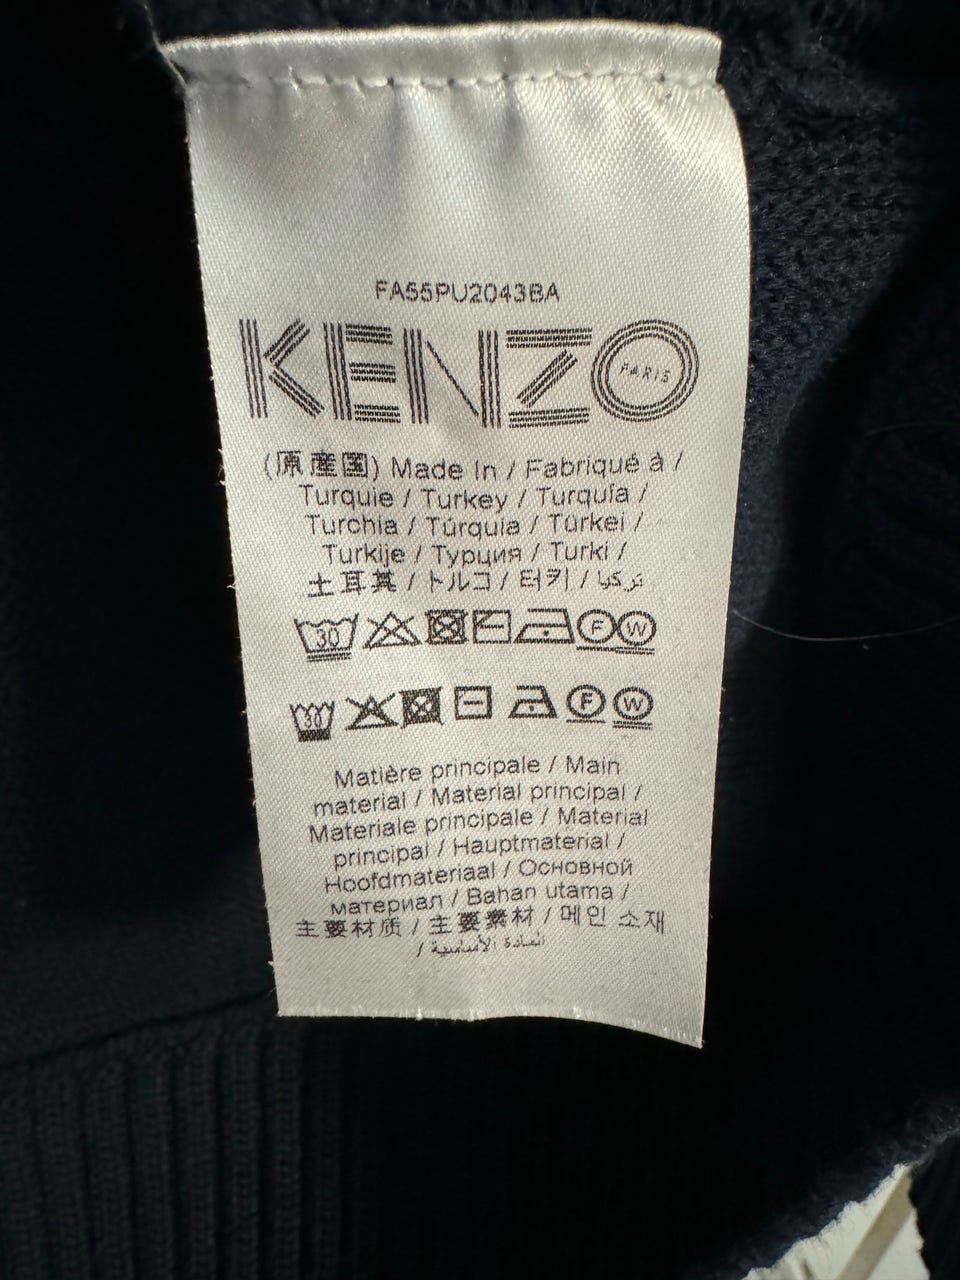 FA55PU2043BA
KENZO
PARIS
(原産国) Made In / Fabriqué à /
Turquie / Turkey / Turquía /
Turchia / Túrquia / Türkei /
Turkije / Турция / Turki /
土耳其 / トルコ / 터키 / تركيا
30 F W
30 F W
Matière principale / Main
material / Material principal /
Materiale principale / Material
principal / Hauptmaterial /
Hoofdmateriaal / Основной
материал / Bahan utama /
主要材质 / 主要素材 / 메인 소재
/ المادة الأساسية